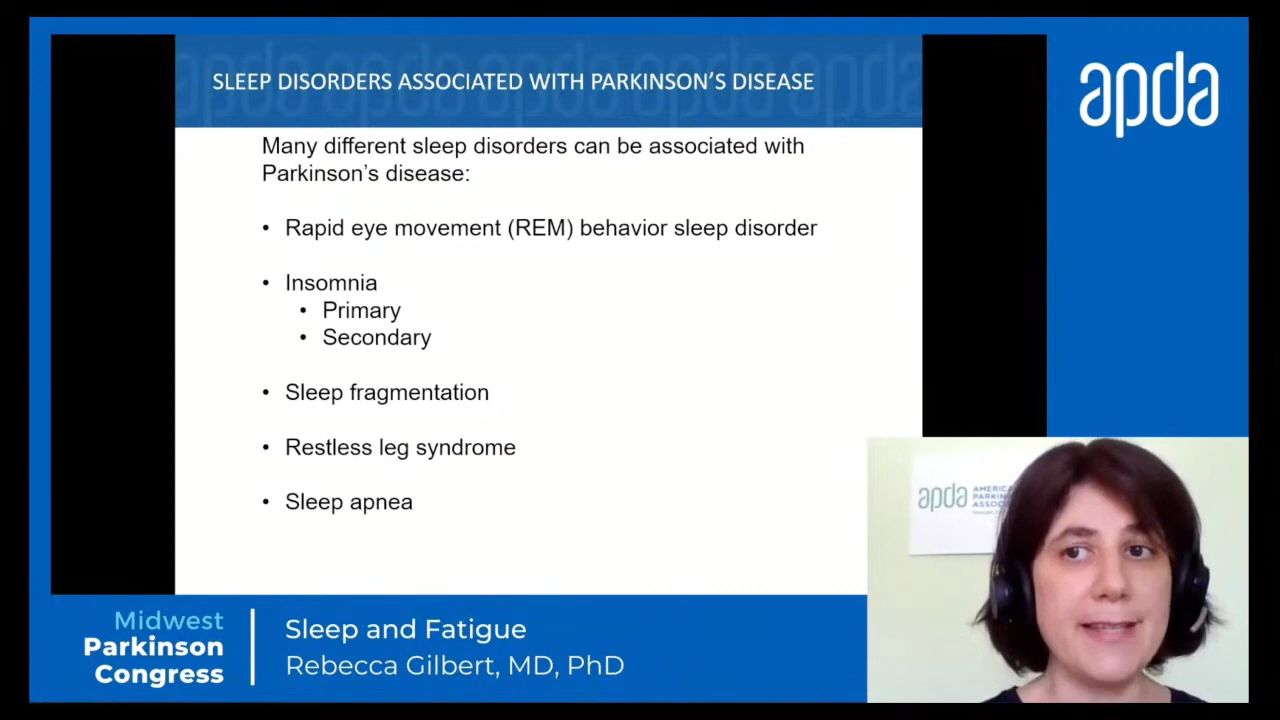 SLEEP DISORDERS ASSOCIATED WITH PARKINSON'S DISEASE
apda
Many different sleep disorders can be associated with
Parkinson's disease:
• Rapid eye movement (REM) behavior sleep disorder
• Insomnia
• Primary
• Secondary
• Sleep fragmentation
• Restless leg syndrome
• Sleep apnea
apda
Midwest
Parkinson
Congress
Sleep and Fatigue
Rebecca Gilbert, MD, PhD